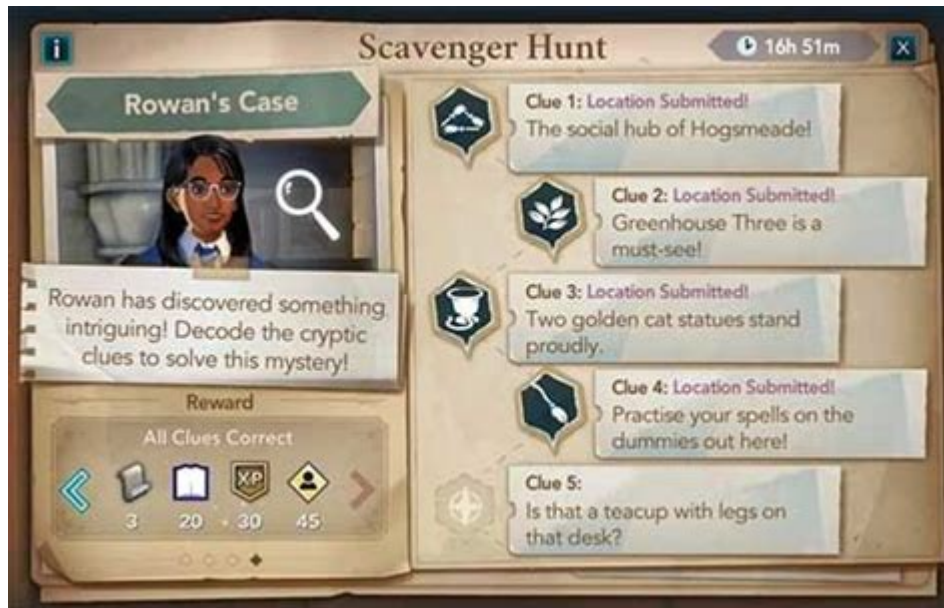 i
Scavenger Hunt
16h 51m
X
Rowan's Case
Rowan has discovered something
intriguing! Decode the cryptic
clues to solve this mystery!
Reward
All Clues Correct
XP
3
20
30
45
Clue 1: Location Submitted!
The social hub of Hogsmeade!
Clue 2: Location Submitted!
Greenhouse Three is a
must-see!
Clue 3: Location Submitted!
Two golden cat statues stand
proudly.
Clue 4: Location Submitted!
Practise your spells on the
dummies out here!
Clue 5:
Is that a teacup with legs on
that desk?